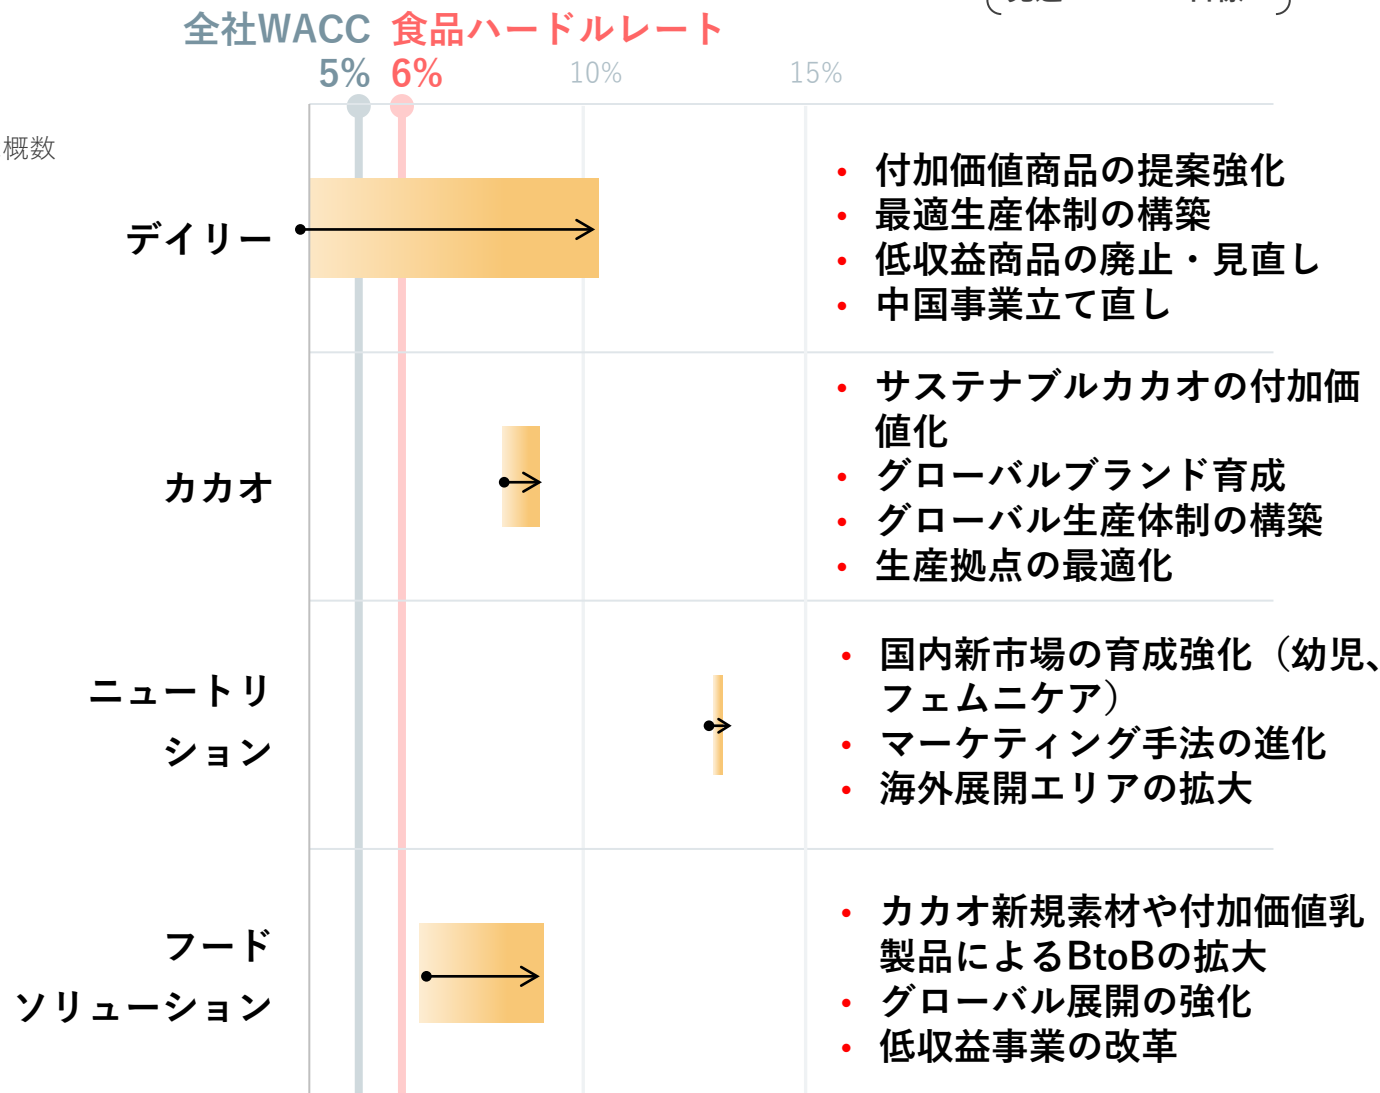 全社WACC 食品ハードルレート
5% 6% 10% 15%
概数
デイリー
• 付加価値商品の提案強化
• 最適生産体制の構築
• 低収益商品の廃止・見直し
• 中国事業立て直し
カカオ
• サステナブルカカオの付加価
値化
• グローバルブランド育成
• グローバル生産体制の構築
• 生産拠点の最適化
ニュートリ
ション
• 国内新市場の育成強化（幼児、
フェムニケア）
• マーケティング手法の進化
• 海外展開エリアの拡大
フード
ソリューション
• カカオ新規素材や付加価値乳
製品によるBtoBの拡大
• グローバル展開の強化
• 低収益事業の改革